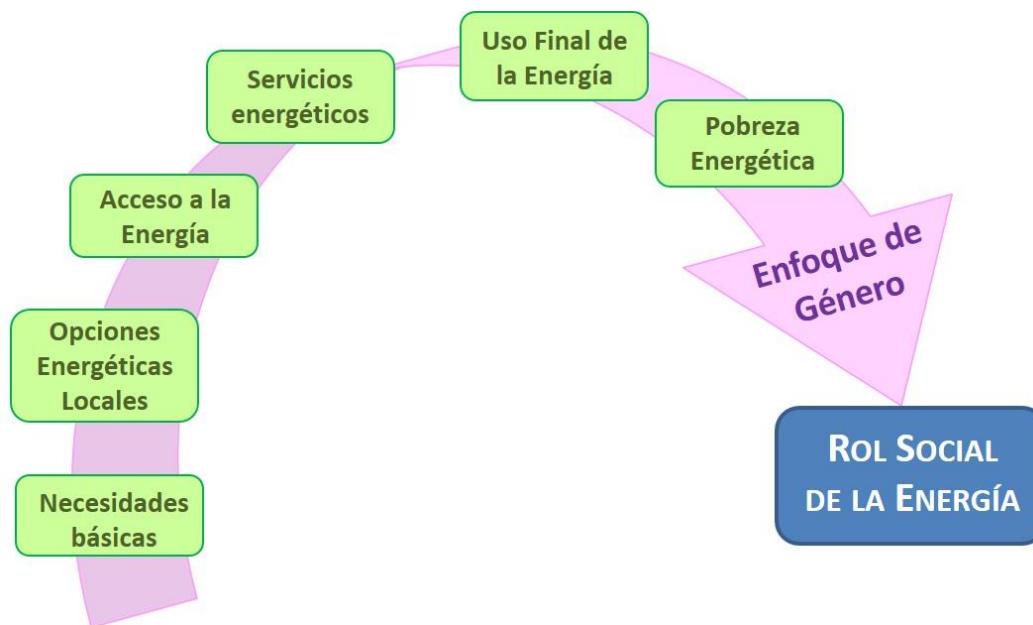 Uso Final de
la Energía
Servicios
energéticos
Pobreza
Energética
Acceso a la
Energía
Enfoque de
Género
Opciones
Energéticas
Locales
Rol Social
de la Energía
Necesidades
básicas